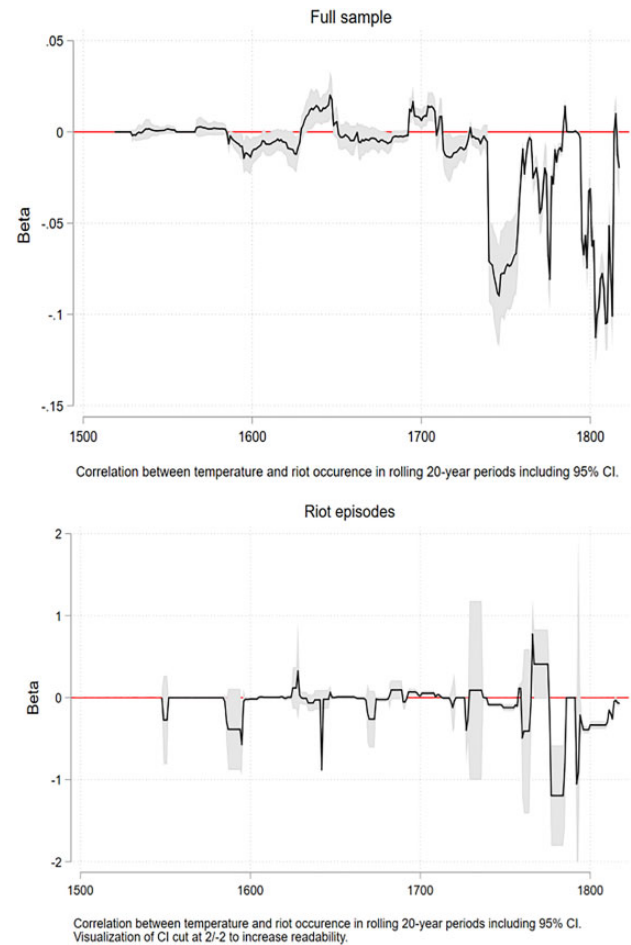 Full sample
.05
0
-.05
-.1
-.15
Beta
1500
1600
1700
1800
Correlation between temperature and riot occurence in rolling 20-year periods including 95% CI.
Riot episodes
2
1
0
-1
-2
Beta
1500
1600
1700
1800
Correlation between temperature and riot occurence in rolling 20-year periods including 95% CI.
Visualization of CI cut at 2/-2 to increase readability.